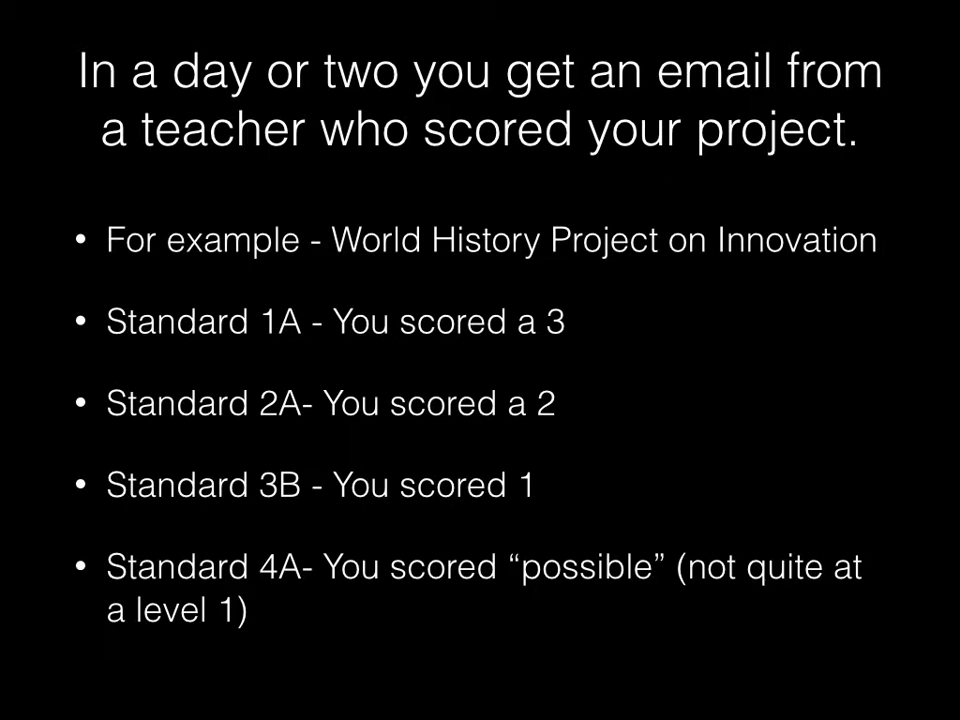 In a day or two you get an email from
a teacher who scored your project.
• For example - World History Project on Innovation
• Standard 1A - You scored a 3
• Standard 2A- You scored a 2
• Standard 3B - You scored 1
• Standard 4A- You scored “possible” (not quite at
a level 1)